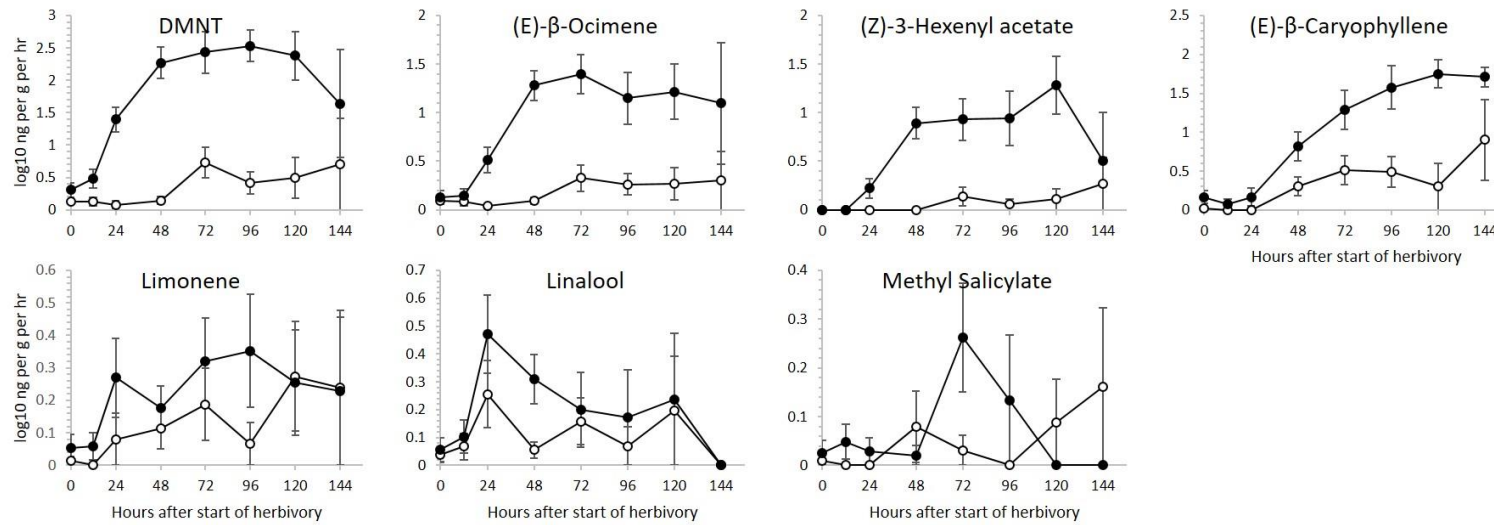 DMNT
log10 ng per g per hr
3
2.5
2
1.5
1
0.5
0
0 24 48 72 96 120 144
(E)-β-Ocimene
2
1.5
1
0.5
0
0 24 48 72 96 120 144
(Z)-3-Hexenyl acetate
2
1.5
1
0.5
0
0 24 48 72 96 120 144
(E)-β-Caryophyllene
2.5
2
1.5
1
0.5
0
0 24 48 72 96 120 144
Hours after start of herbivory
Limonene
log10 ng per g per hr
0.6
0.5
0.4
0.3
0.2
0.1
0
0 24 48 72 96 120 144
Hours after start of herbivory
Linalool
0.7
0.6
0.5
0.4
0.3
0.2
0.1
0
0 24 48 72 96 120 144
Hours after start of herbivory
Methyl Salicylate
0.4
0.3
0.2
0.1
0
0 24 48 72 96 120 144
Hours after start of herbivory